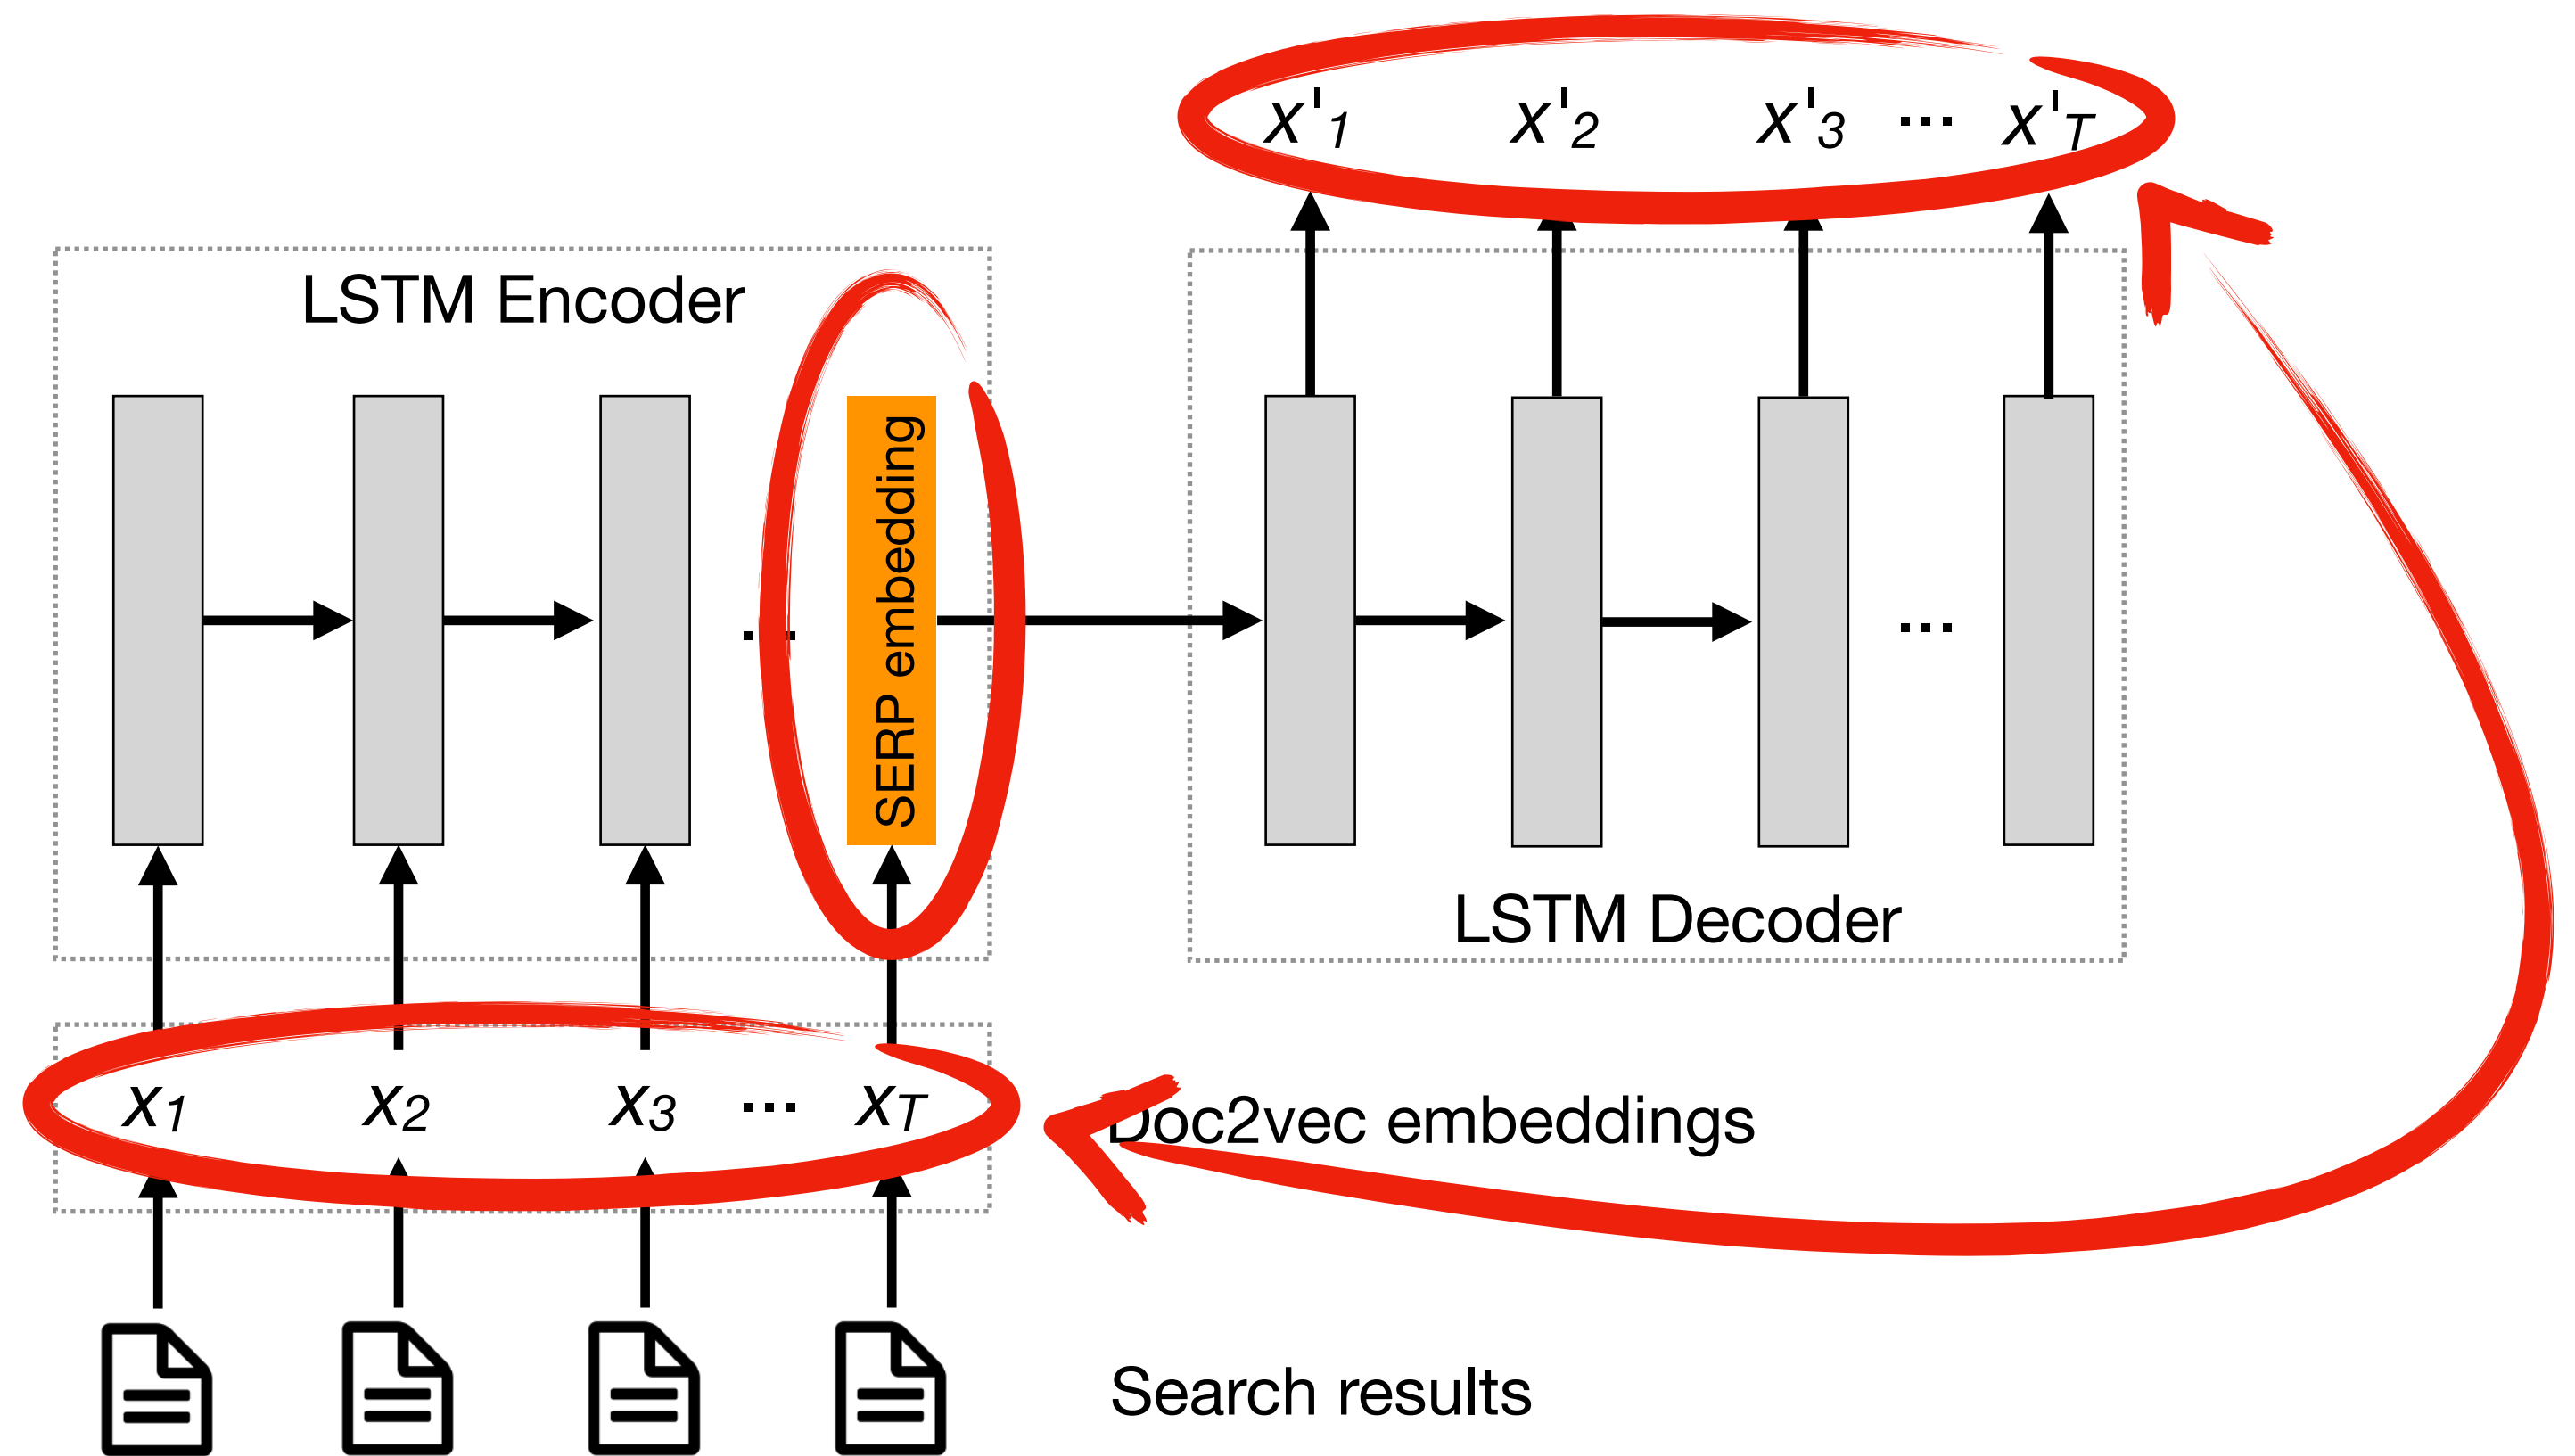 x'1 x'2 x'3 ... x'T
LSTM Encoder
SERP embedding
...
...
LSTM Decoder
x1 x2 x3 ... xT
Doc2vec embeddings
Search results